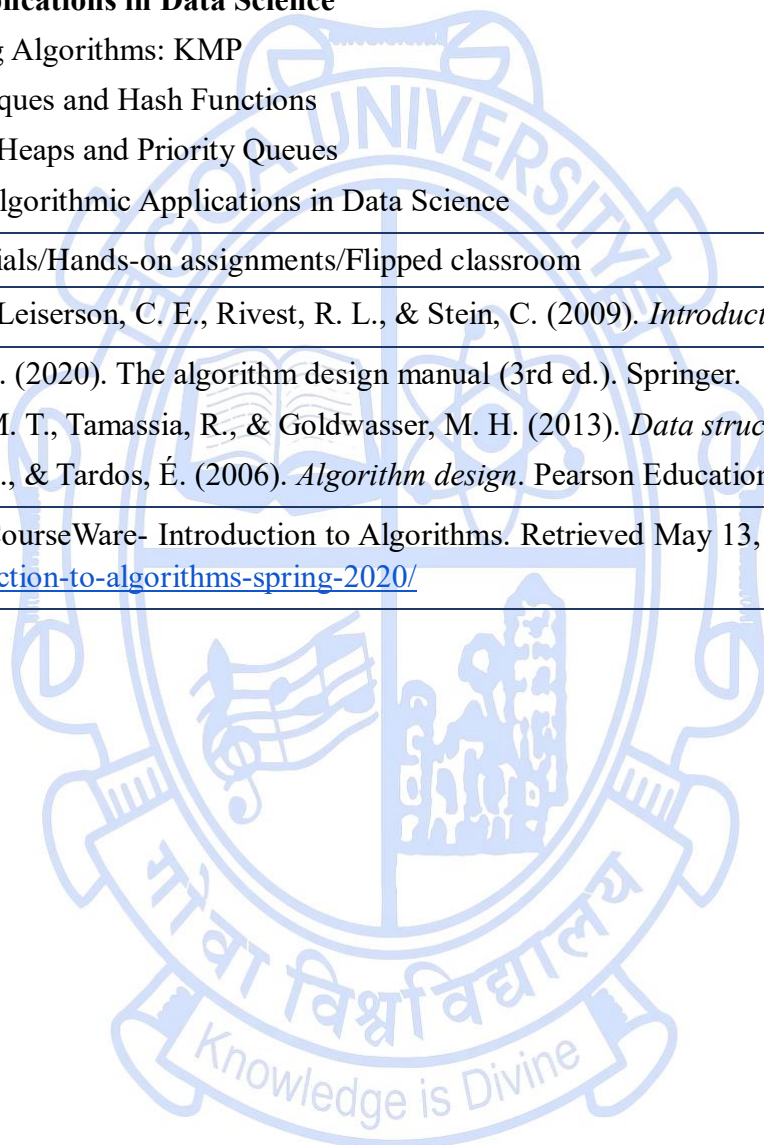 plications in Data Science
g Algorithms: KMP
ques and Hash Functions
Heaps and Priority Queues
lgorithmic Applications in Data Science
ials/Hands-on assignments/Flipped classroom
Leiserson, C. E., Rivest, R. L., & Stein, C. (2009). Introduct
. (2020). The algorithm design manual (3rd ed.). Springer.
M. T., Tamassia, R., & Goldwasser, M. H. (2013). Data struc
., & Tardos, É. (2006). Algorithm design. Pearson Education
CourseWare- Introduction to Algorithms. Retrieved May 13,
ction-to-algorithms-spring-2020/
GOA UNIVERSITY
गोंवा विश्वविद्यालय
Knowledge is Divine